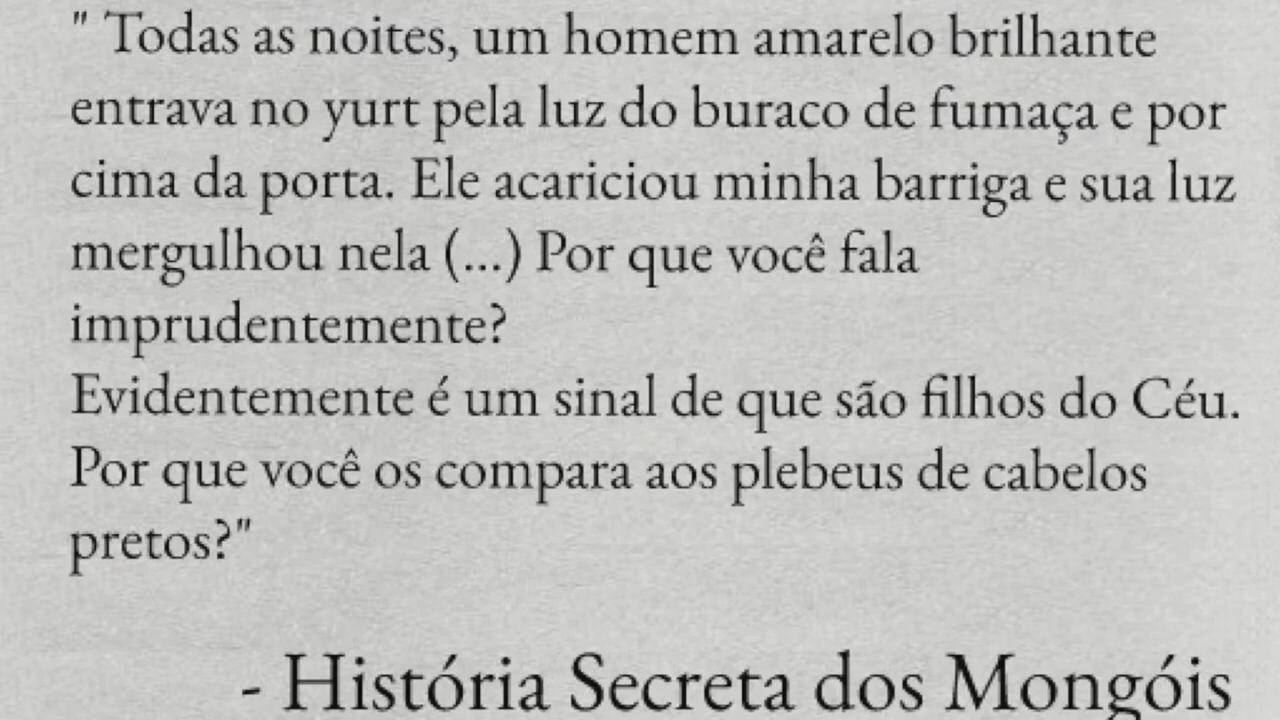 " Todas as noites, um homem amarelo brilhante
entrava no yurt pela luz do buraco de fumaça e por
cima da porta. Ele acariciou minha barriga e sua luz
mergulhou nela (...) Por que você fala
imprudentemente?
Evidentemente é um sinal de que são filhos do Céu.
Por que você os compara aos plebeus de cabelos
pretos?"
- História Secreta dos Mongóis